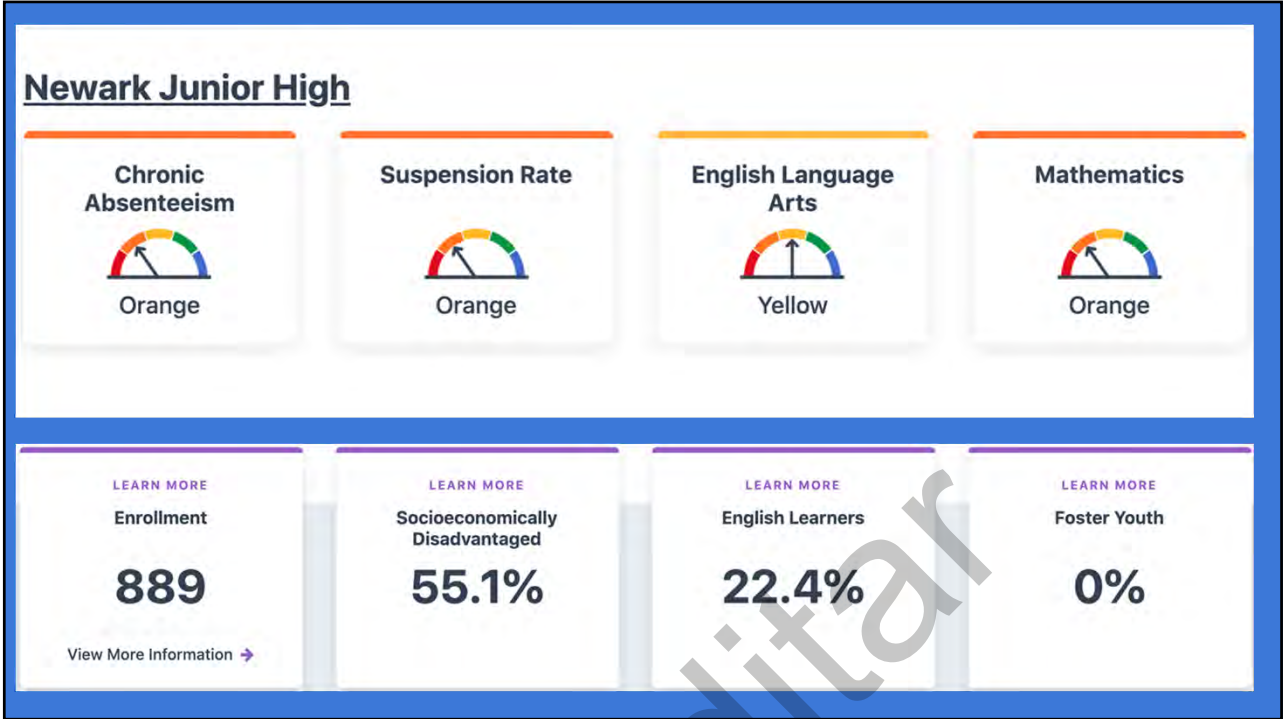 Newark Junior High
Chronic
Absenteeism
Orange
Suspension Rate
Orange
English Language
Arts
Yellow
Mathematics
Orange
LEARN MORE
Enrollment
889
View More Information →
LEARN MORE
Socioeconomically
Disadvantaged
55.1%
LEARN MORE
English Learners
22.4%
LEARN MORE
Foster Youth
0%